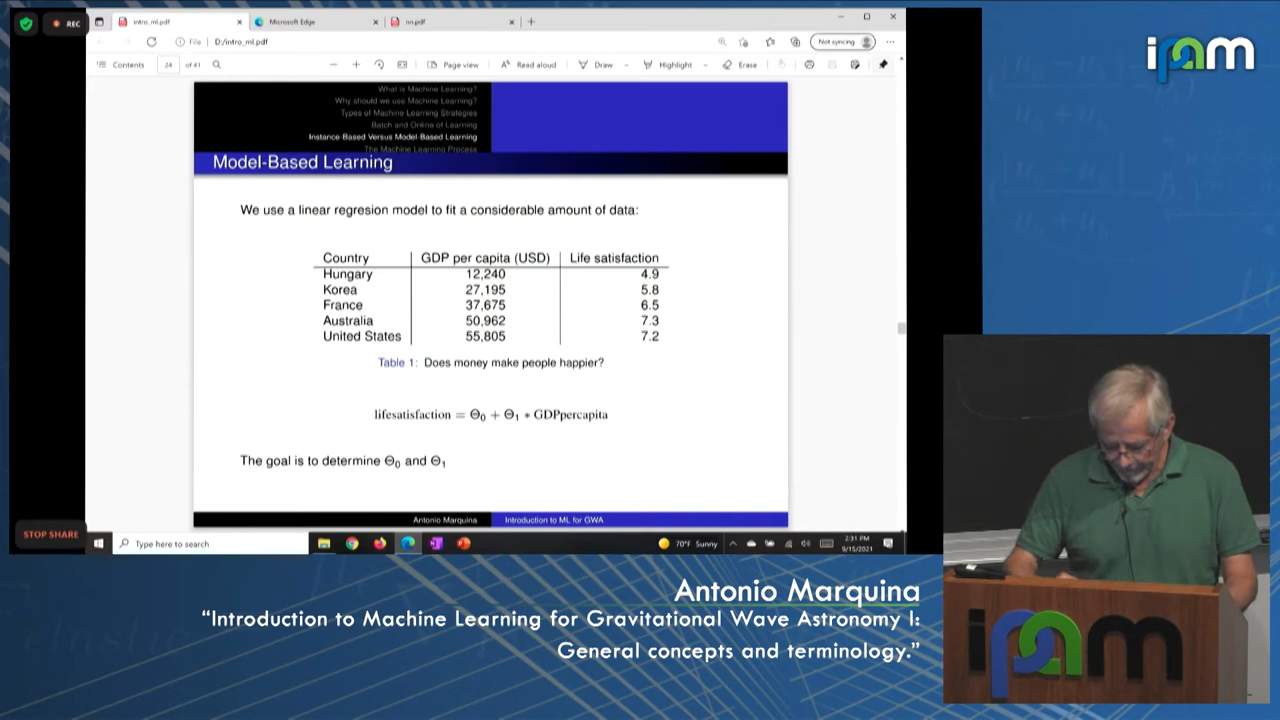 REC
intro_ml.pdf
Microsoft Edge
nn.pdf
File
D:/intro_ml.pdf
Not syncing
Contents
24 of 41
Page view
Read aloud
Draw
Highlight
Erase
What is Machine Learning?
Why should we use Machine Learning?
Types of Machine Learning Strategies
Batch and Online of Learning
Instance-Based Versus Model-Based Learning
The Machine Learning Process
Model-Based Learning
We use a linear regresion model to fit a considerable amount of data:
Country GDP per capita (USD) Life satisfaction
Hungary 12,240 4.9
Korea 27,195 5.8
France 37,675 6.5
Australia 50,962 7.3
United States 55,805 7.2
Table 1: Does money make people happier?
lifesatisfaction = Θ₀ + Θ₁ ∗ GDPpercapita
The goal is to determine Θ₀ and Θ₁
Antonio Marquina Introduction to ML for GWA
STOP SHARE
Type here to search
70°F Sunny
2:31 PM
9/15/2021
ipam
ipam
Antonio Marquina
“Introduction to Machine Learning for Gravitational Wave Astronomy I:
General concepts and terminology.”